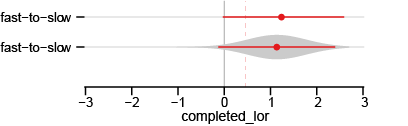 fast-to-slow
fast-to-slow
-3 -2 -1 0 1 2 3
completed_lor